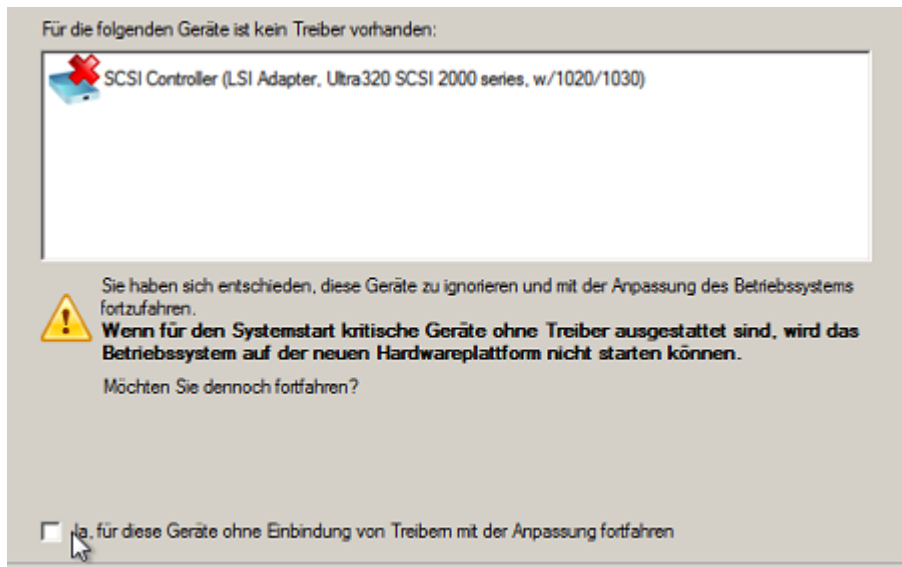 Für die folgenden Geräte ist kein Treiber vorhanden:
SCSI Controller (LSI Adapter, Ultra320 SCSI 2000 series, w/1020/1030)
Sie haben sich entschieden, diese Geräte zu ignorieren und mit der Anpassung des Betriebssystems
fortzufahren.
Wenn für den Systemstart kritische Geräte ohne Treiber ausgestattet sind, wird das
Betriebssystem auf der neuen Hardwareplattform nicht starten können.
Möchten Sie dennoch fortfahren?
Ja, für diese Geräte ohne Einbindung von Treibern mit der Anpassung fortfahren